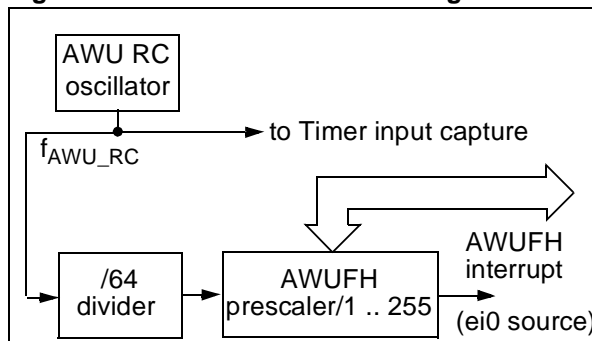 AWU RC
oscillator
to Timer input capture
fAWU_RC
/64
divider
AWUFH
prescaler/1 .. 255
AWUFH
interrupt
(ei0 source)